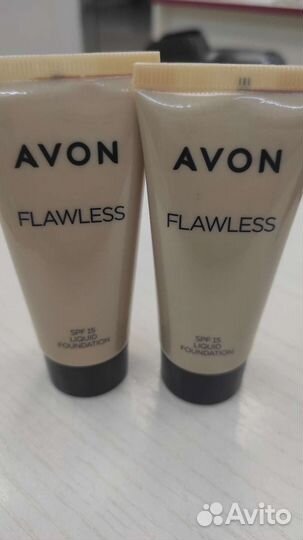 AVON
FLAWLESS
SPF 15
LIQUID
FOUNDATION
AVON
FLAWLESS
SPF 15
LIQUID
FOUNDATION
Avito